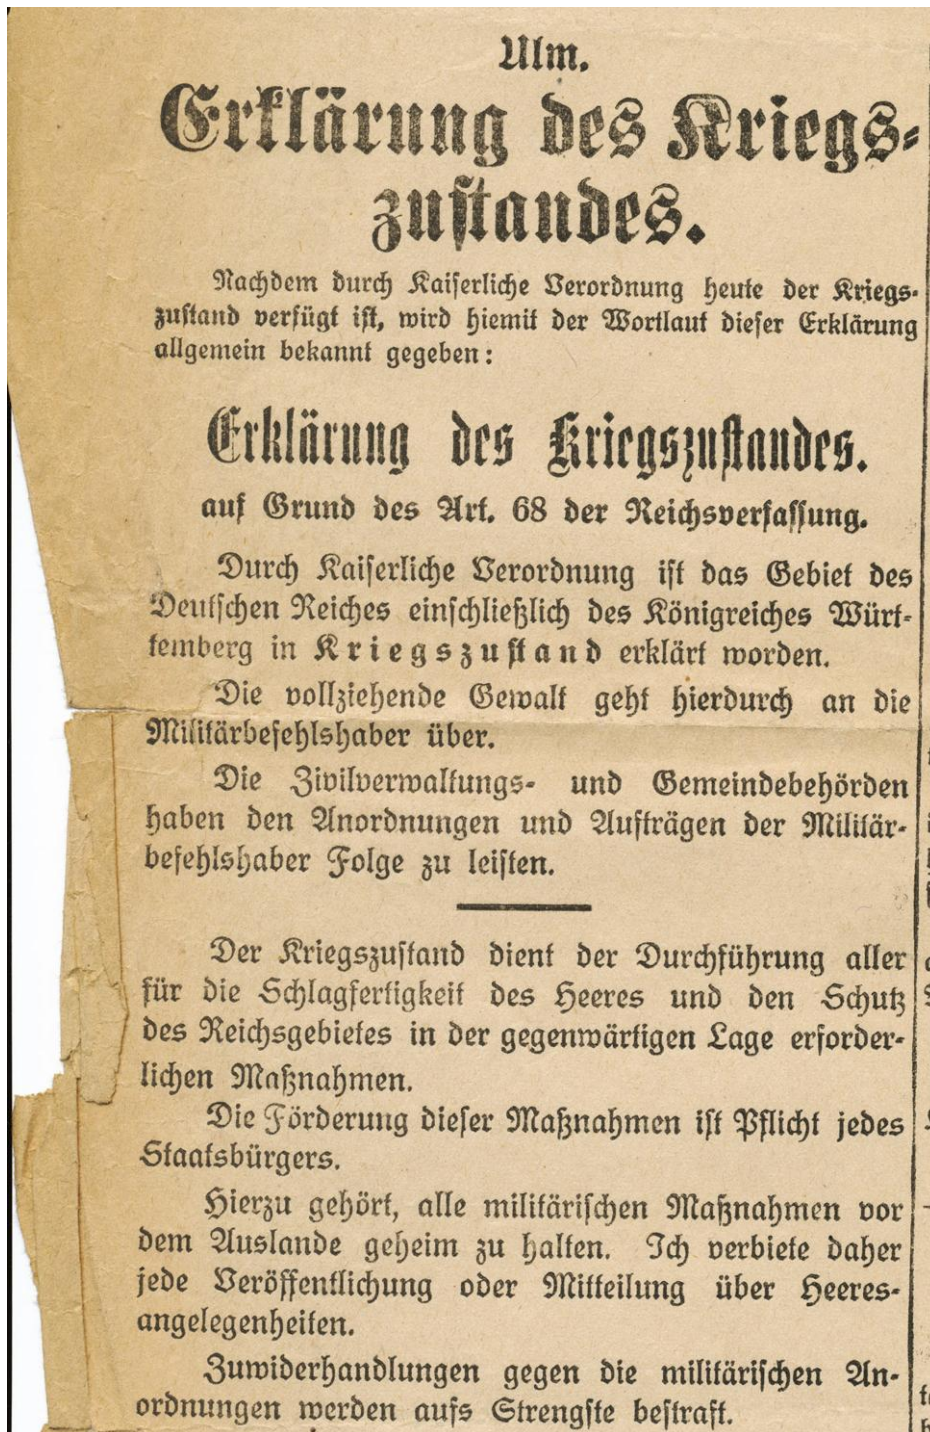 Ulm.
Erklärung des Kriegs-
zustandes.
Nachdem durch Kaiserliche Verordnung heute der Kriegs-
zustand verfügt ist, wird hiemit der Wortlaut dieser Erklärung
allgemein bekannt gegeben:
Erklärung des Kriegszustandes.
auf Grund des Art. 68 der Reichsverfassung.
Durch Kaiserliche Verordnung ist das Gebiet des
Deutschen Reiches einschließlich des Königreiches Würt-
temberg in Kriegszustand erklärt worden.
Die vollziehende Gewalt geht hierdurch an die
Militärbefehlshaber über.
Die Zivilverwaltungs- und Gemeindebehörden
haben den Anordnungen und Aufträgen der Militär-
befehlshaber Folge zu leisten.
Der Kriegszustand dient der Durchführung aller
für die Schlagfertigkeit des Heeres und den Schutz
des Reichsgebietes in der gegenwärtigen Lage erforder-
lichen Maßnahmen.
Die Förderung dieser Maßnahmen ist Pflicht jedes
Staatsbürgers.
Hierzu gehört, alle militärischen Maßnahmen vor
dem Auslande geheim zu halten. Ich verbiete daher
jede Veröffentlichung oder Mitteilung über Heeres-
angelegenheiten.
Zuwiderhandlungen gegen die militärischen An-
ordnungen werden aufs Strengste bestraft.